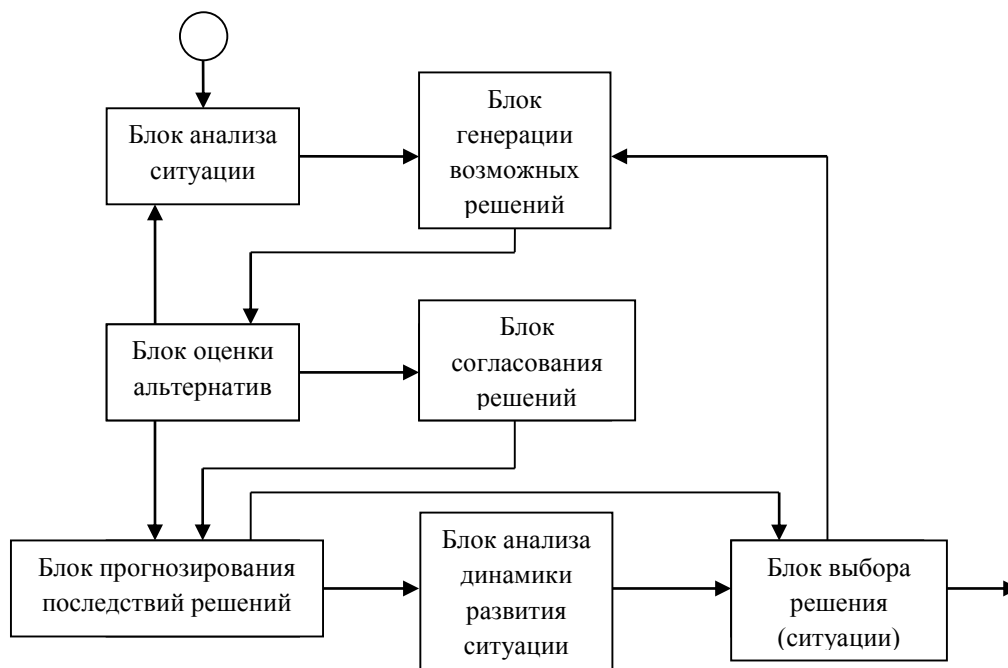 Блок анализа
ситуации
Блок
генерации
возможных
решений
Блок оценки
альтернатив
Блок
согласования
решений
Блок прогнозирования
последствий решений
Блок анализа
динамики
развития
ситуации
Блок выбора
решения
(ситуации)